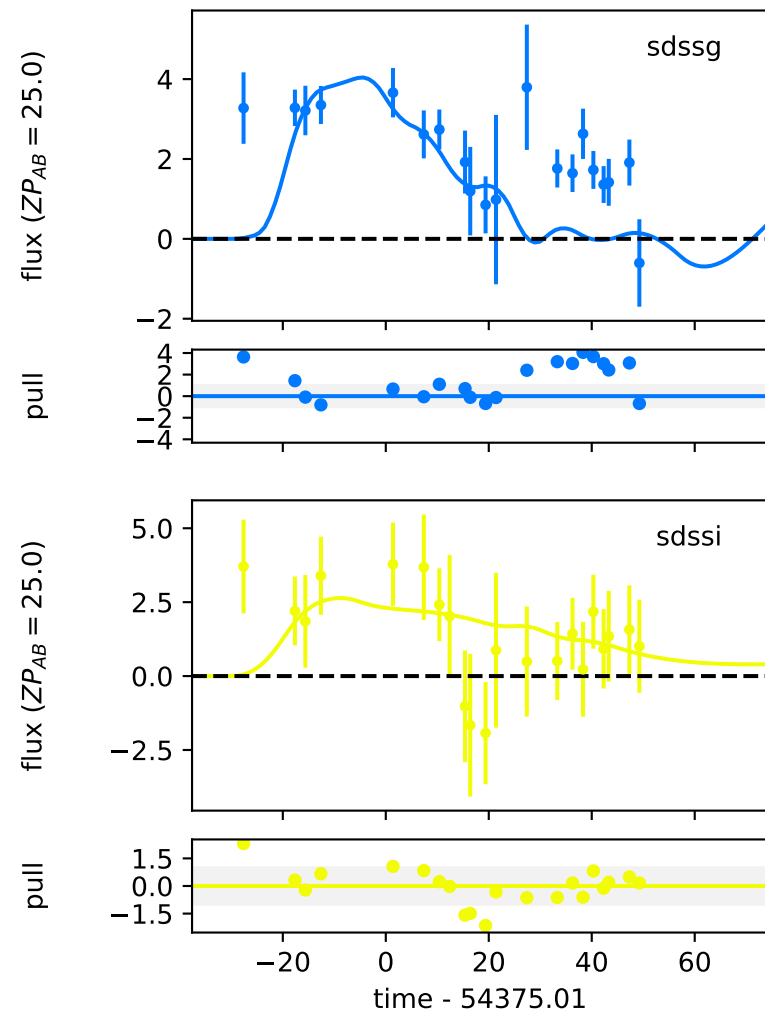 sdssg
flux (ZP_AB = 25.0)
4
2
0
−2
pull
4
2
0
−2
−4
sdssi
flux (ZP_AB = 25.0)
5.0
2.5
0.0
−2.5
pull
1.5
0.0
−1.5
−20 0 20 40 60
time - 54375.01